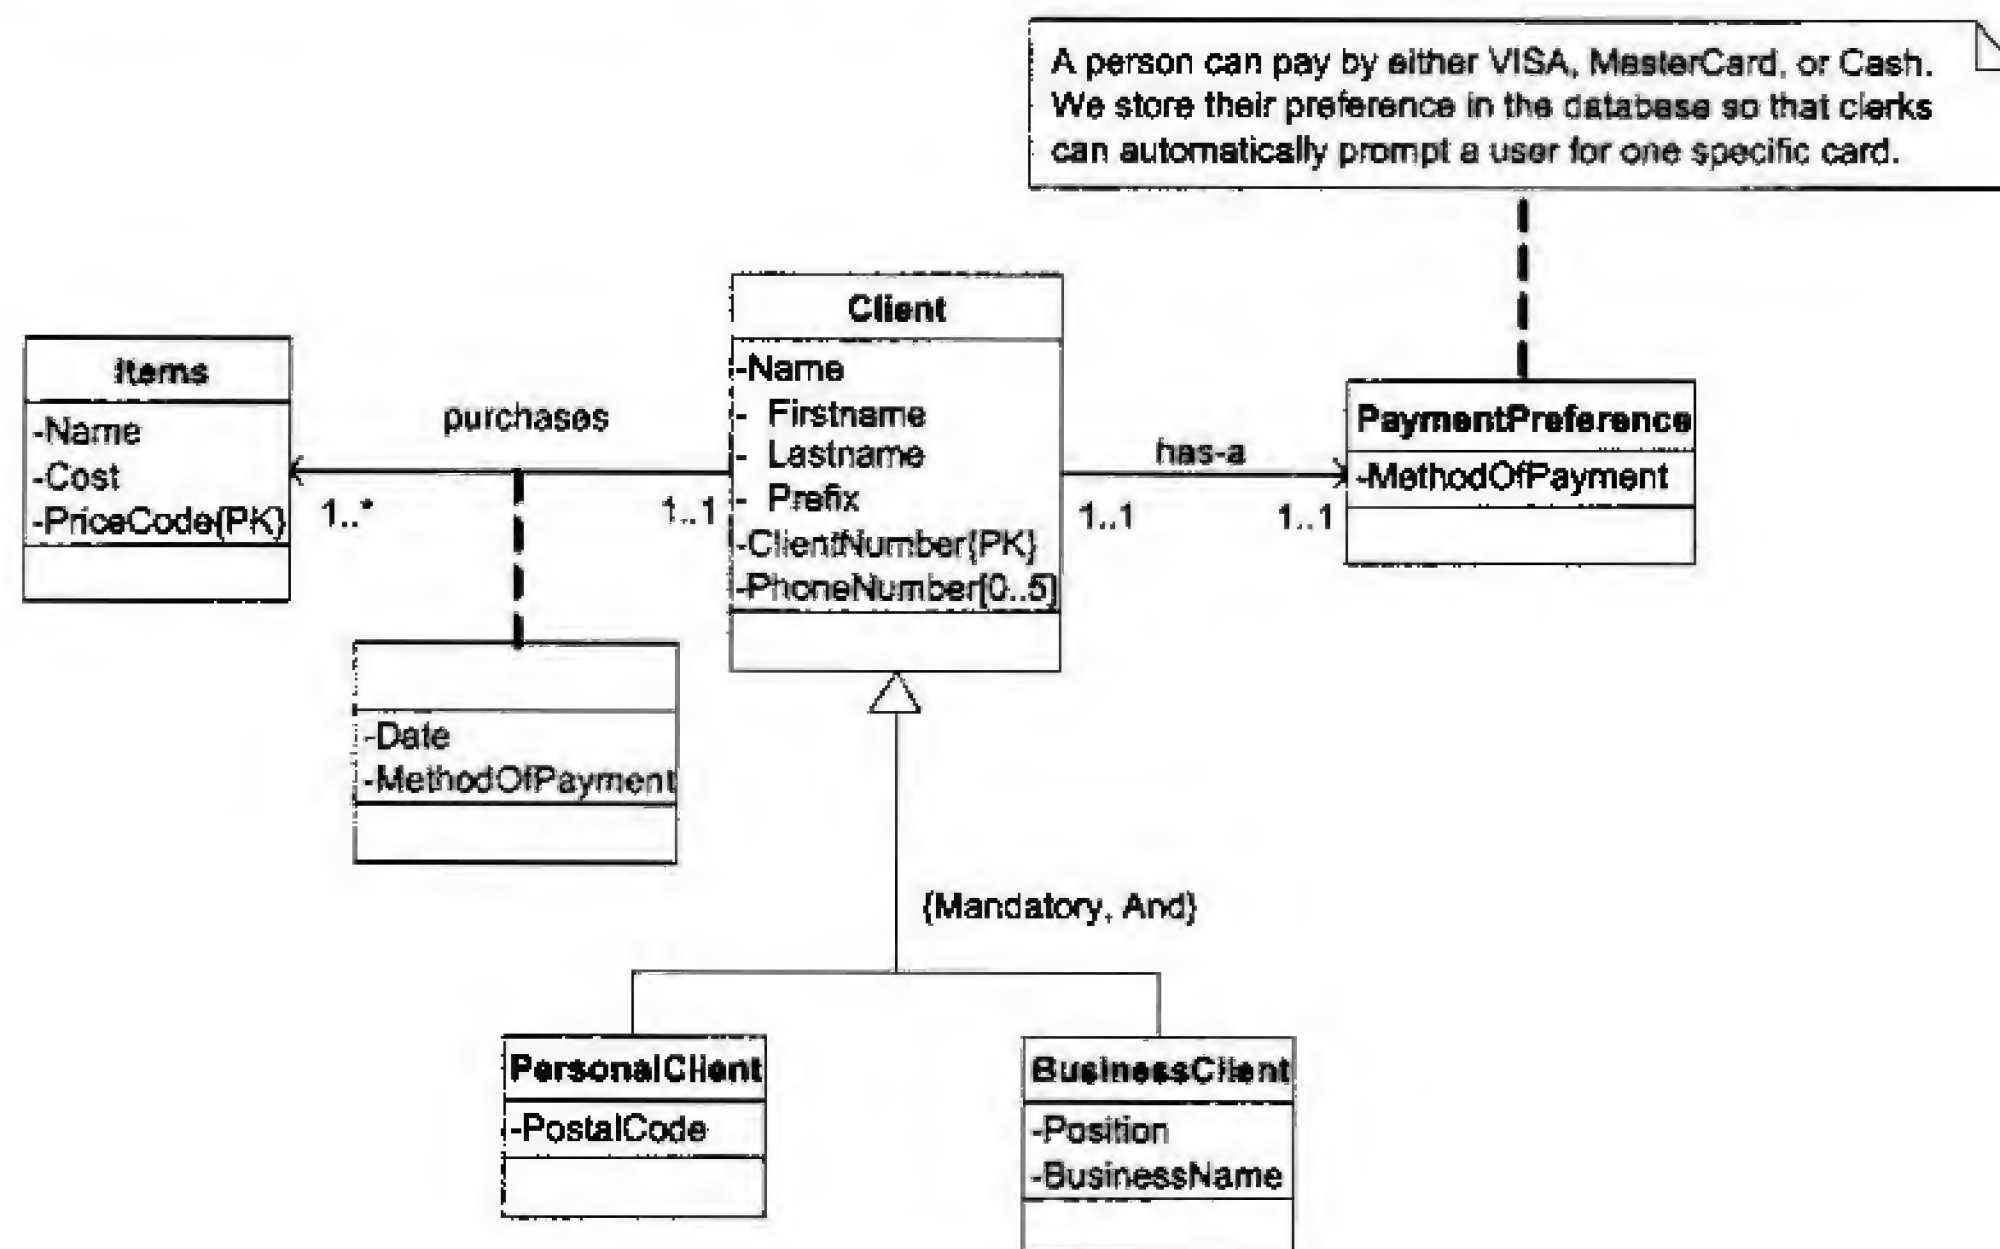 A person can pay by either VISA, MasterCard, or Cash.
We store their preference in the database so that clerks
can automatically prompt a user for one specific card.
Items
-Name
-Cost
-PriceCode{PK}
purchases
1..*
1..1
Client
-Name
- Firstname
- Lastname
- Prefix
-ClientNumber{PK}
-PhoneNumber[0..5]
has-a
1..1
1..1
PaymentPreference
-MethodOfPayment
-Date
-MethodOfPayment
{Mandatory, And}
PersonalClient
-PostalCode
BusinessClient
-Position
-BusinessName